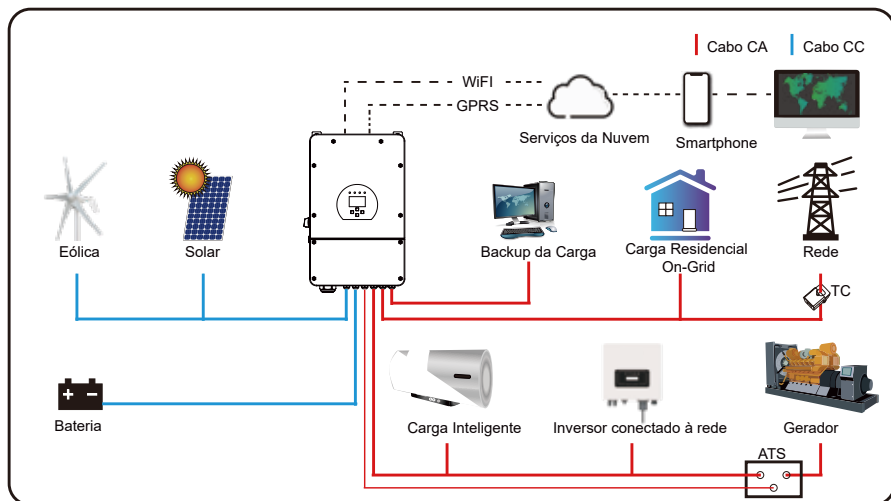 Cabo CA
Cabo CC
WiFI
GPRS
Serviços da Nuvem
Smartphone
Eólica
Solar
Backup da Carga
Carga Residencial
On-Grid
Rede
TC
Bateria
Carga Inteligente
Inversor conectado à rede
Gerador
ATS